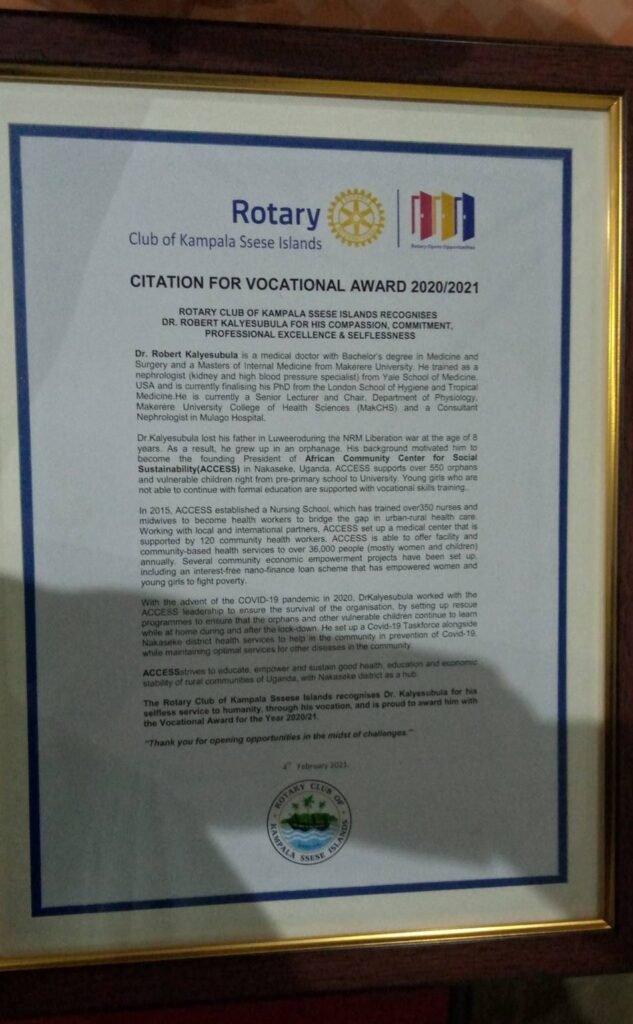 Rotary
Club of Kampala Ssese Islands
Rotary Opens Opportunities
CITATION FOR VOCATIONAL AWARD 2020/2021
ROTARY CLUB OF KAMPALA SSESE ISLANDS RECOGNISES
DR. ROBERT KALYESUBULA FOR HIS COMPASSION, COMMITMENT,
PROFESSIONAL EXCELLENCE & SELFLESSNESS
Dr. Robert Kalyesubula is a medical doctor with Bachelor's degree in Medicine and
Surgery and a Masters of Internal Medicine from Makerere University. He trained as a
nephrologist (kidney and high blood pressure specialist) from Yale School of Medicine,
USA and is currently finalising his PhD from the London School of Hygiene and Tropical
Medicine.He is currently a Senior Lecturer and Chair, Department of Physiology,
Makerere University College of Health Sciences (MakCHS) and a Consultant
Nephrologist in Mulago Hospital.
Dr.Kalyesubula lost his father in Luweeroduring the NRM Liberation war at the age of 8
years. As a result, he grew up in an orphanage. His background motivated him to
become the founding President of African Community Center for Social
Sustainability(ACCESS) in Nakaseke, Uganda. ACCESS supports over 550 orphans
and vulnerable children right from pre-primary school to University. Young girls who are
not able to continue with formal education are supported with vocational skills training.
In 2015, ACCESS established a Nursing School, which has trained over350 nurses and
midwives to become health workers to bridge the gap in urban-rural health care.
Working with local and international partners, ACCESS set up a medical center that is
supported by 120 community health workers. ACCESS is able to offer facility and
community-based health services to over 36,000 people (mostly women and children)
annually. Several community economic empowerment projects have been set up,
including an interest-free nano-finance loan scheme that has empowered women and
young girls to fight poverty.
With the advent of the COVID-19 pandemic in 2020, DrKalyesubula worked with the
ACCESS leadership to ensure the survival of the organisation, by setting up rescue
programmes to ensure that the orphans and other vulnerable children continue to learn
while at home during and after the lock-down. He set up a Covid-19 Taskforce alongside
Nakaseke district health services to help in the community in prevention of Covid-19,
while maintaining optimal services for other diseases in the community.
ACCESSstrives to educate, empower and sustain good health, education and economic
stability of rural communities of Uganda, with Nakaseke district as a hub.
The Rotary Club of Kampala Sssese Islands recognises Dr. Kalyesubula for his
selfless service to humanity, through his vocation, and is proud to award him with
the Vocational Award for the Year 2020/21.
"Thank you for opening opportunities in the midst of challenges."
4th February 2021.
ROTARY CLUB OF
KAMPALA SSESE ISLANDS